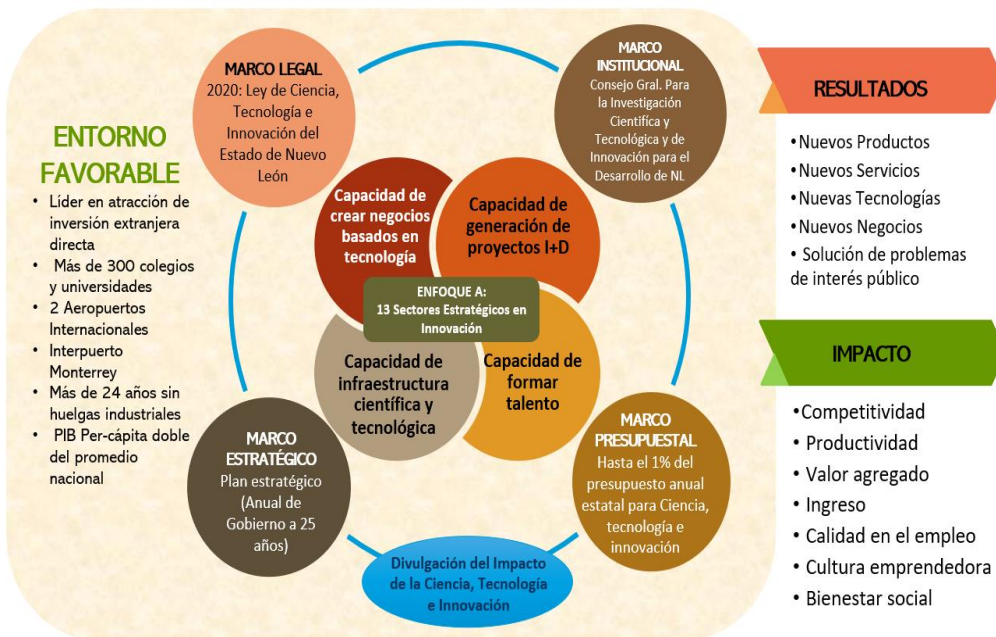 ENTORNO
FAVORABLE
• Líder en atracción de
inversión extranjera
directa
• Más de 300 colegios
y universidades
• 2 Aeropuertos
Internacionales
• Interpuerto
Monterrey
• Más de 24 años sin
huelgas industriales
• PIB Per-cápita doble
del promedio
nacional
MARCO LEGAL
2020: Ley de Ciencia,
Tecnología e
Innovación del
Estado de Nuevo
León
MARCO
INSTITUCIONAL
Consejo Gral. Para
la Investigación
Científica y
Tecnológica y de
Innovación para el
Desarrollo de NL
Capacidad de
crear negocios
basados en
tecnología
Capacidad de
generación de
proyectos I+D
ENFOQUE A:
13 Sectores Estratégicos en
Innovación
Capacidad de
infraestructura
científica y
tecnológica
Capacidad de
formar
talento
MARCO
ESTRATÉGICO
Plan estratégico
(Anual de
Gobierno a 25
años)
MARCO
PRESUPUESTAL
Hasta el 1% del
presupuesto anual
estatal para Ciencia,
tecnología e
innovación
Divulgación del Impacto
de la Ciencia, Tecnología
e Innovación
RESULTADOS
•Nuevos Productos
•Nuevos Servicios
•Nuevas Tecnologías
•Nuevos Negocios
• Solución de problemas
de interés público
IMPACTO
•Competitividad
• Productividad
• Valor agregado
• Ingreso
• Calidad en el empleo
• Cultura emprendedora
• Bienestar social